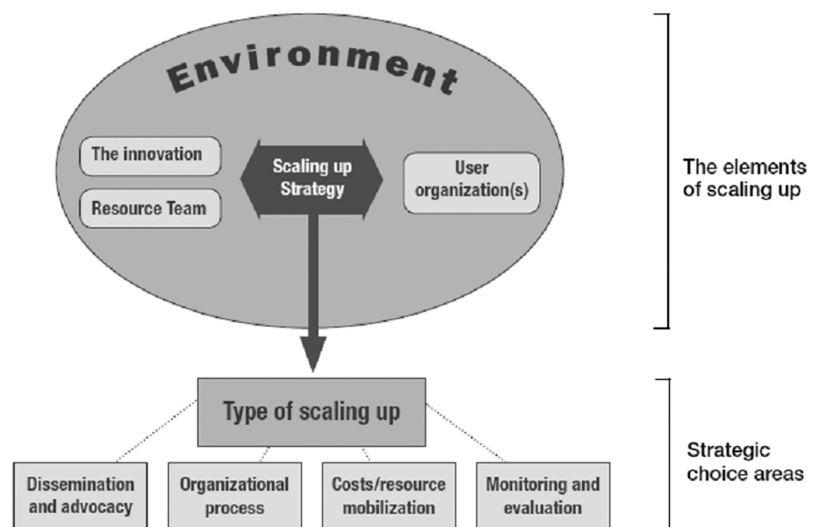 Environment
The innovation
Resource Team
Scaling up
Strategy
User
organization(s)
The elements
of scaling up
Type of scaling up
Dissemination
and advocacy
Organizational
process
Costs/resource
mobilization
Monitoring and
evaluation
Strategic
choice areas